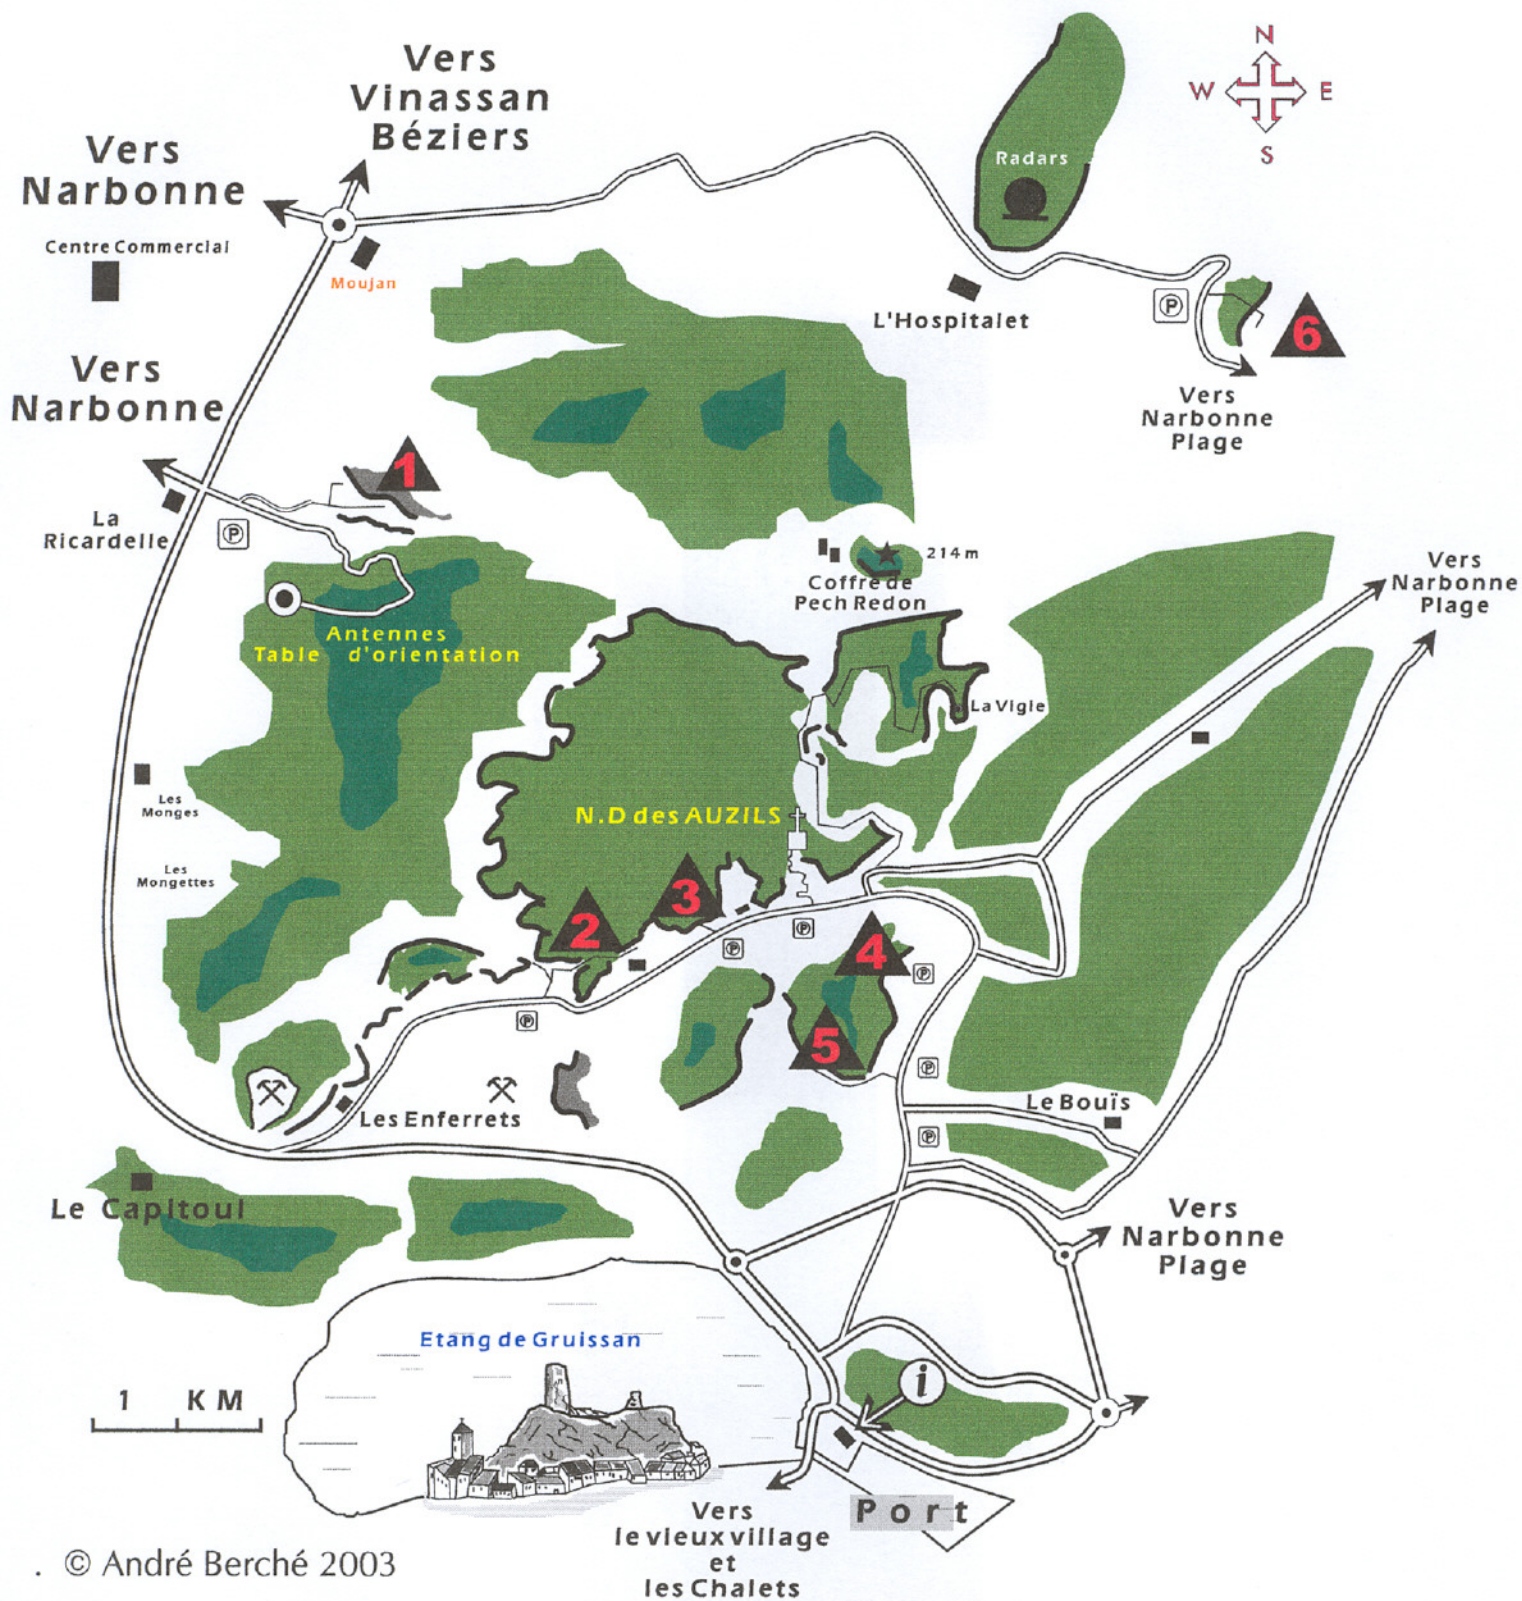 Vers
Vinassan
Béziers
Vers
Narbonne
Centre Commercial
Moujan
N
W
E
S
Radars
L'Hospitalet
P
6
Vers
Narbonne
Plage
Vers
Narbonne
1
La
Ricardelle
P
214 m
Coffre de
Pech Redon
Vers
Narbonne
Plage
Antennes
Table d'orientation
La Vigie
Les
Monges
N.D des AUZILS
Les
Mongettes
3
2
P
P
4
P
P
5
P
Les Enferrets
Le Bouïs
P
Le Capitoul
Vers
Narbonne
Plage
Etang de Gruissan
i
1 KM
Port
Vers
le vieux village
et
les Chalets
. © André Berché 2003